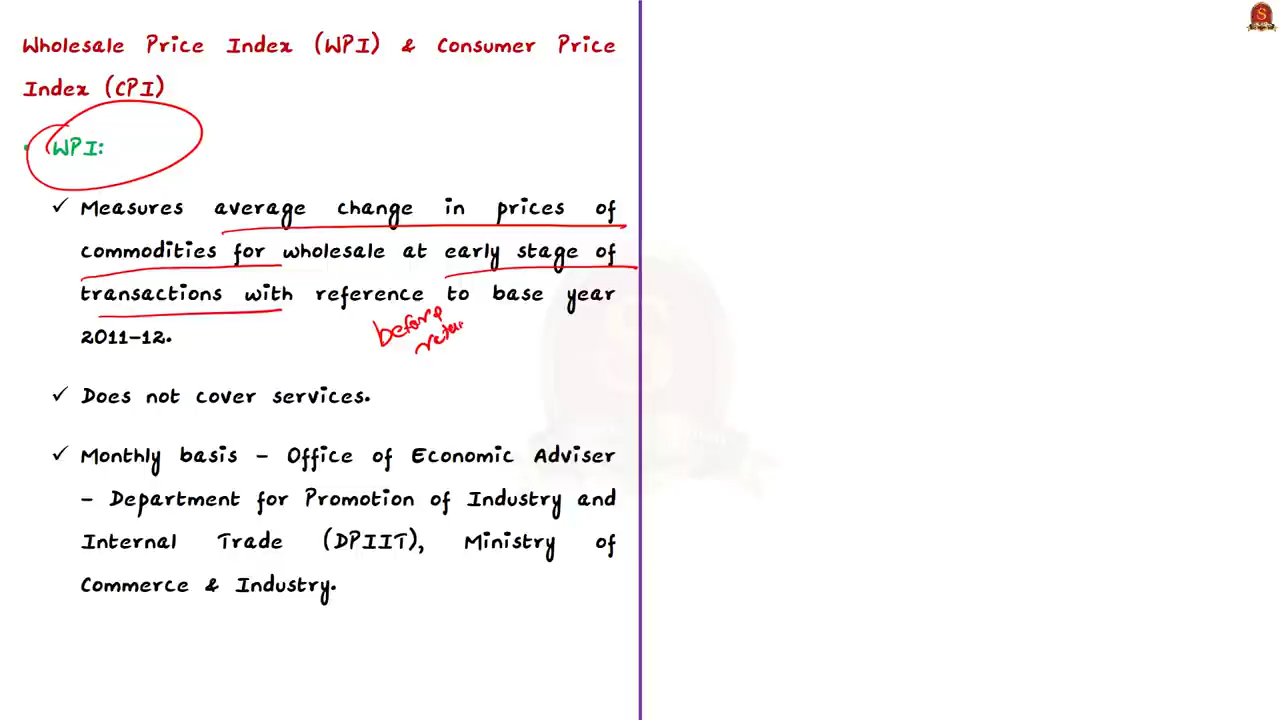 Wholesale Price Index (WPI) & Consumer Price
Index (CPI)
• WPI:
✓ Measures average change in prices of
commodities for wholesale at early stage of
transactions with reference to base year
before
2011-12.
✓ Does not cover services.
✓ Monthly basis – Office of Economic Adviser
– Department for Promotion of Industry and
Internal Trade (DPIIT), Ministry of
Commerce & Industry.